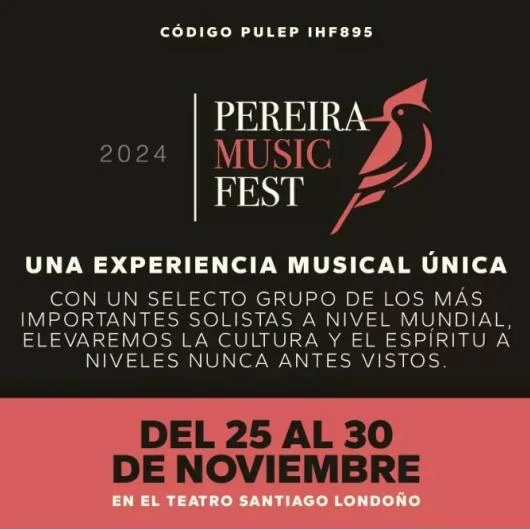 CÓDIGO PULEP IHF895
2024
PEREIRA
MUSIC
FEST
UNA EXPERIENCIA MUSICAL ÚNICA
CON UN SELECTO GRUPO DE LOS MÁS
IMPORTANTES SOLISTAS A NIVEL MUNDIAL,
ELEVAREMOS LA CULTURA Y EL ESPÍRITU A
NIVELES NUNCA ANTES VISTOS.
DEL 25 AL 30
DE NOVIEMBRE
EN EL TEATRO SANTIAGO LONDOÑO